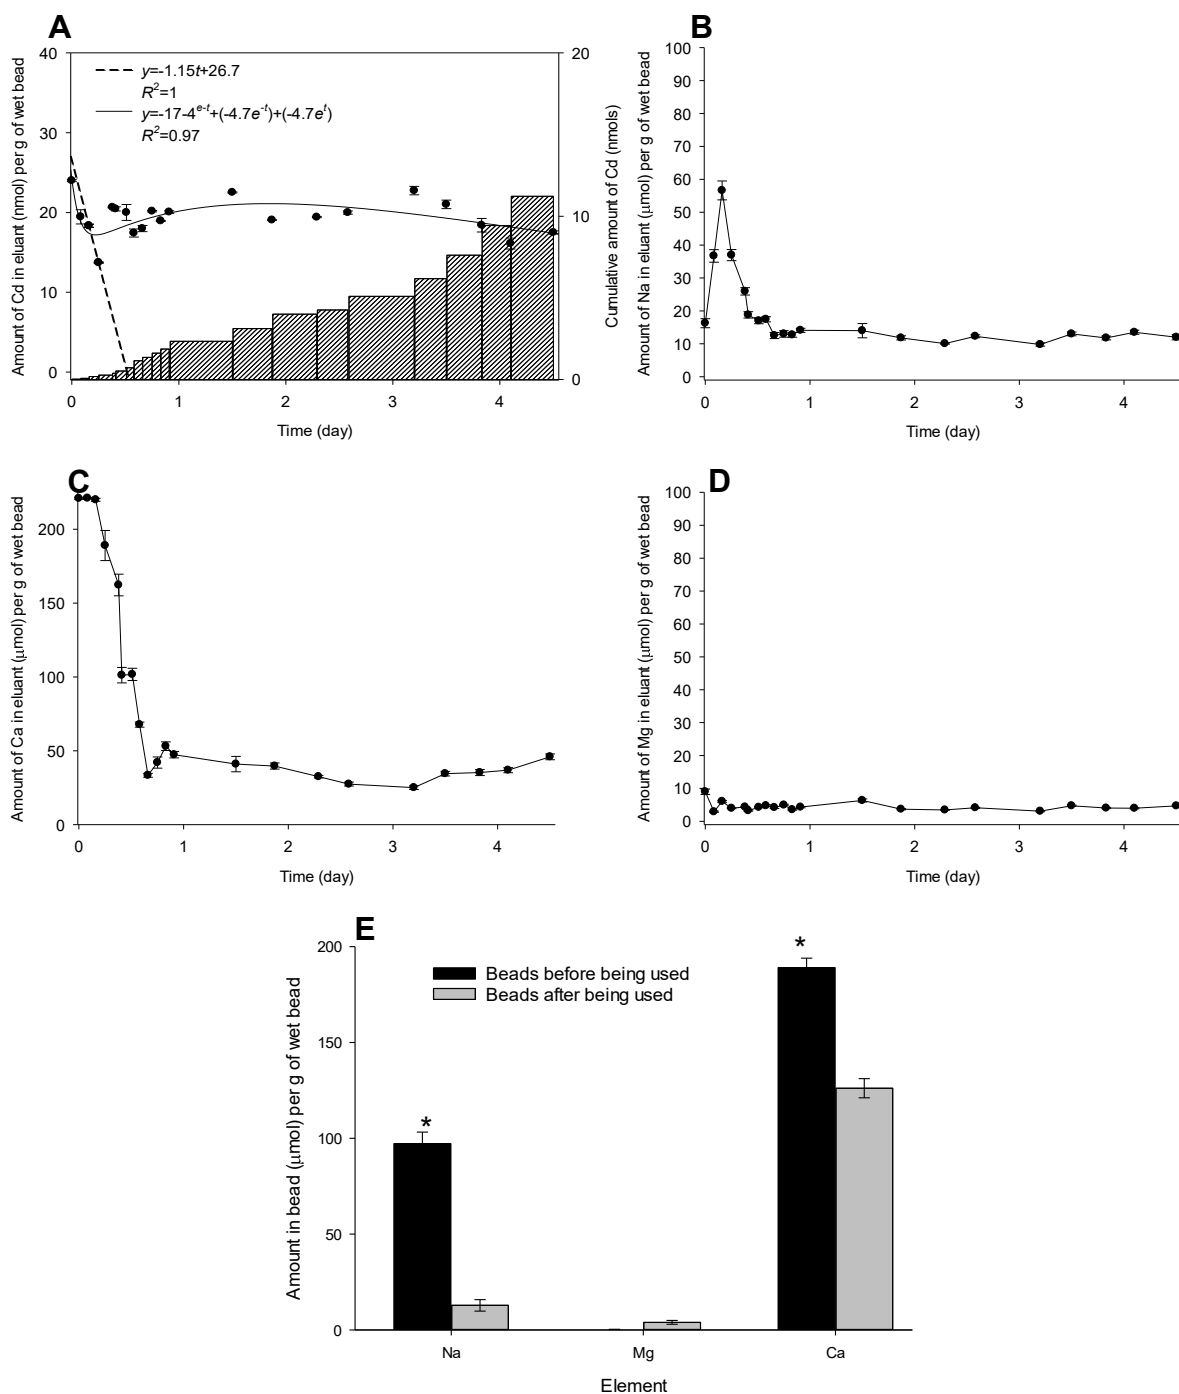 A
Amount of Cd in eluant (nmol) per g of wet bead
40
30
20
10
0
y=-1.15t+26.7
R²=1
y=-17-4ᵉ⁻ᵗ+(-4.7e⁻ᵗ)+(-4.7eᵗ)
R²=0.97
20
10
0
Cumulative amount of Cd (nmols)
0 1 2 3 4
Time (day)
B
Amount of Na in eluant (μmol) per g of wet bead
100
90
80
70
60
50
40
30
20
10
0
0 1 2 3 4
Time (day)
C
Amount of Ca in eluant (μmol) per g of wet bead
200
150
100
50
0
0 1 2 3 4
Time (day)
D
Amount of Mg in eluant (μmol) per g of wet bead
100
90
80
70
60
50
40
30
20
10
0
0 1 2 3 4
Time (day)
E
Amount in bead (μmol) per g of wet bead
200
150
100
50
0
Beads before being used
Beads after being used
*
*
Na Mg Ca
Element